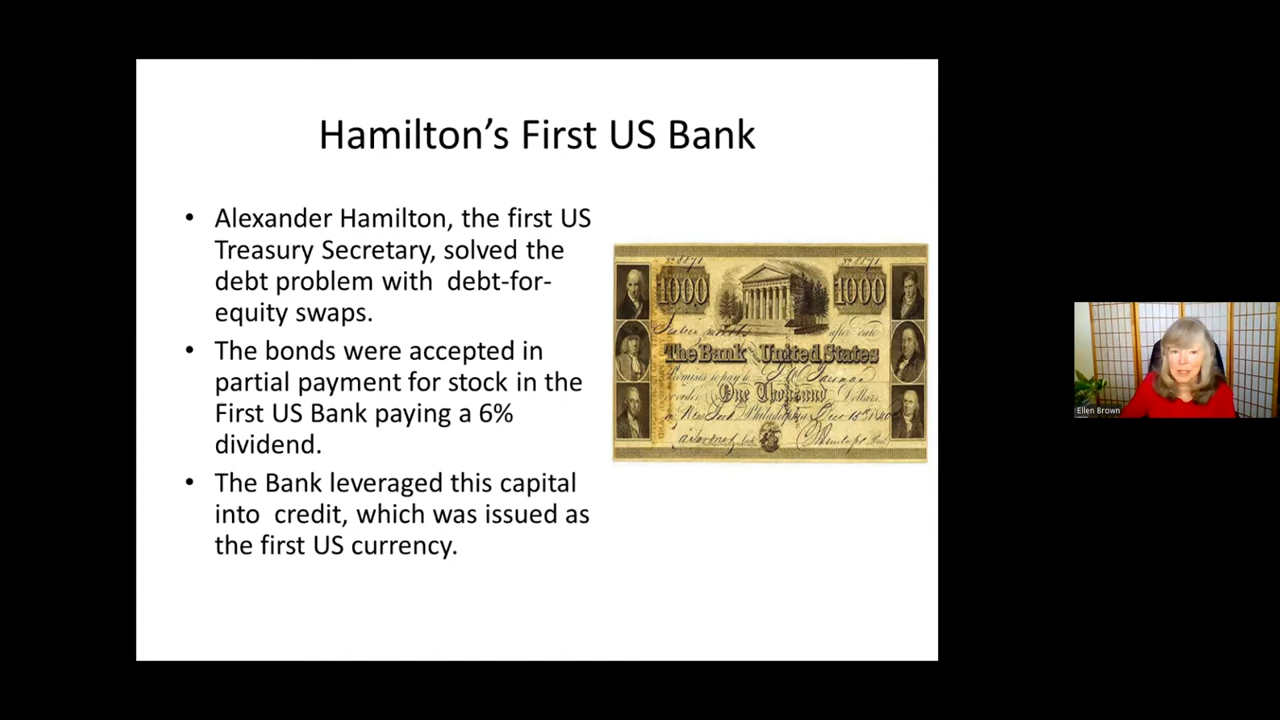 Hamilton’s First US Bank
• Alexander Hamilton, the first US
Treasury Secretary, solved the
debt problem with debt-for-
equity swaps.
• The bonds were accepted in
partial payment for stock in the
First US Bank paying a 6%
dividend.
• The Bank leveraged this capital
into credit, which was issued as
the first US currency.
1000 1000
The Bank United States
One Thousand
Ellen Brown